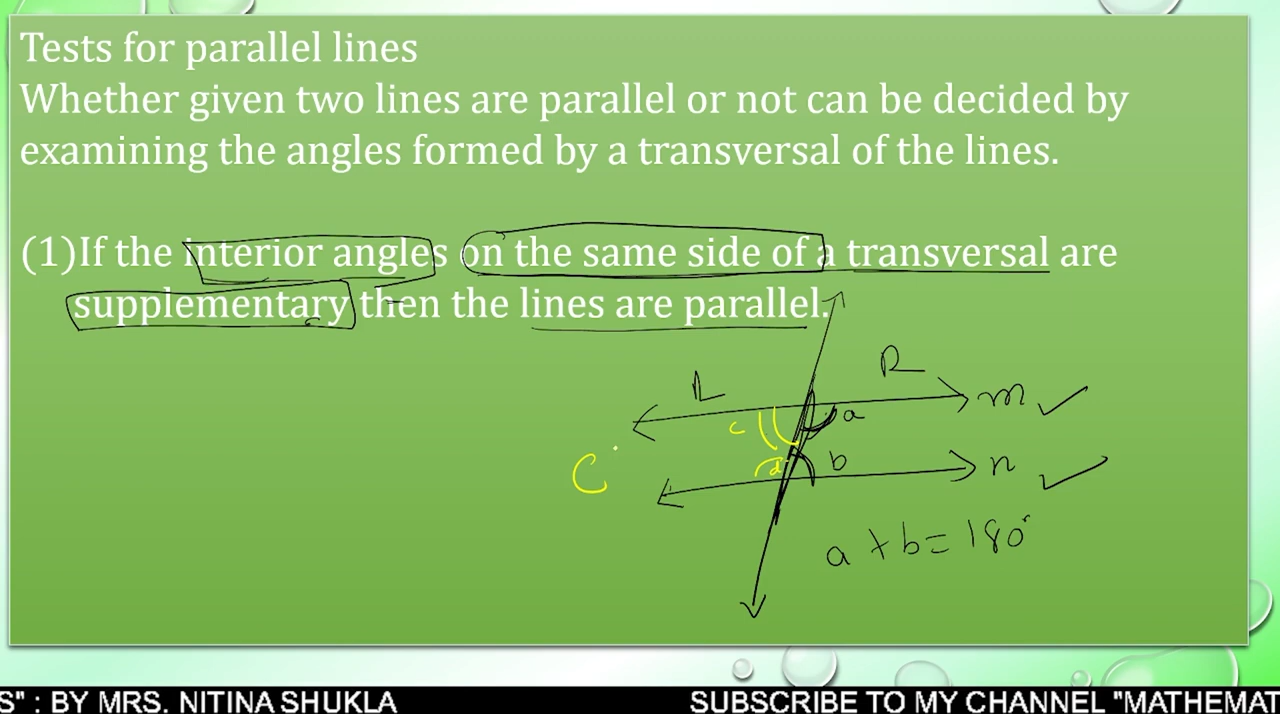 Tests for parallel lines
Whether given two lines are parallel or not can be decided by
examining the angles formed by a transversal of the lines.
(1)If the interior angles on the same side of a transversal are
supplementary then the lines are parallel.
L
R
m
c
a
C
d
b
n
a + b = 180°
S" : BY MRS. NITINA SHUKLA
SUBSCRIBE TO MY CHANNEL "MATHEMAT